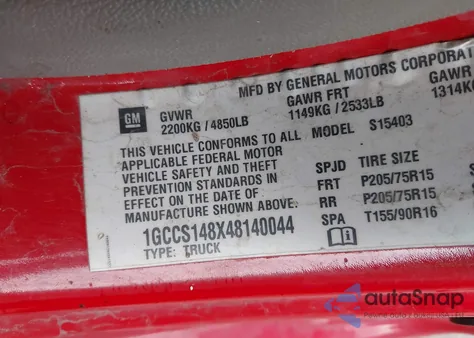 MFD BY GENERAL MOTORS CORPORAT
GM
GVWR GAWR FRT GAWR
2200KG / 4850LB 1149KG / 2533LB 1314KG
THIS VEHICLE CONFORMS TO ALL MODEL S15403
APPLICABLE FEDERAL MOTOR
VEHICLE SAFETY AND THEFT SPJD TIRE SIZE
PREVENTION STANDARDS IN FRT P205/75R15
EFFECT ON THE DATE OF RR P205/75R15
MANUFACTURE SHOWN ABOVE. SPA T155/90R16
1GCCS148X48140044
TYPE: TRUCK
autoSnap